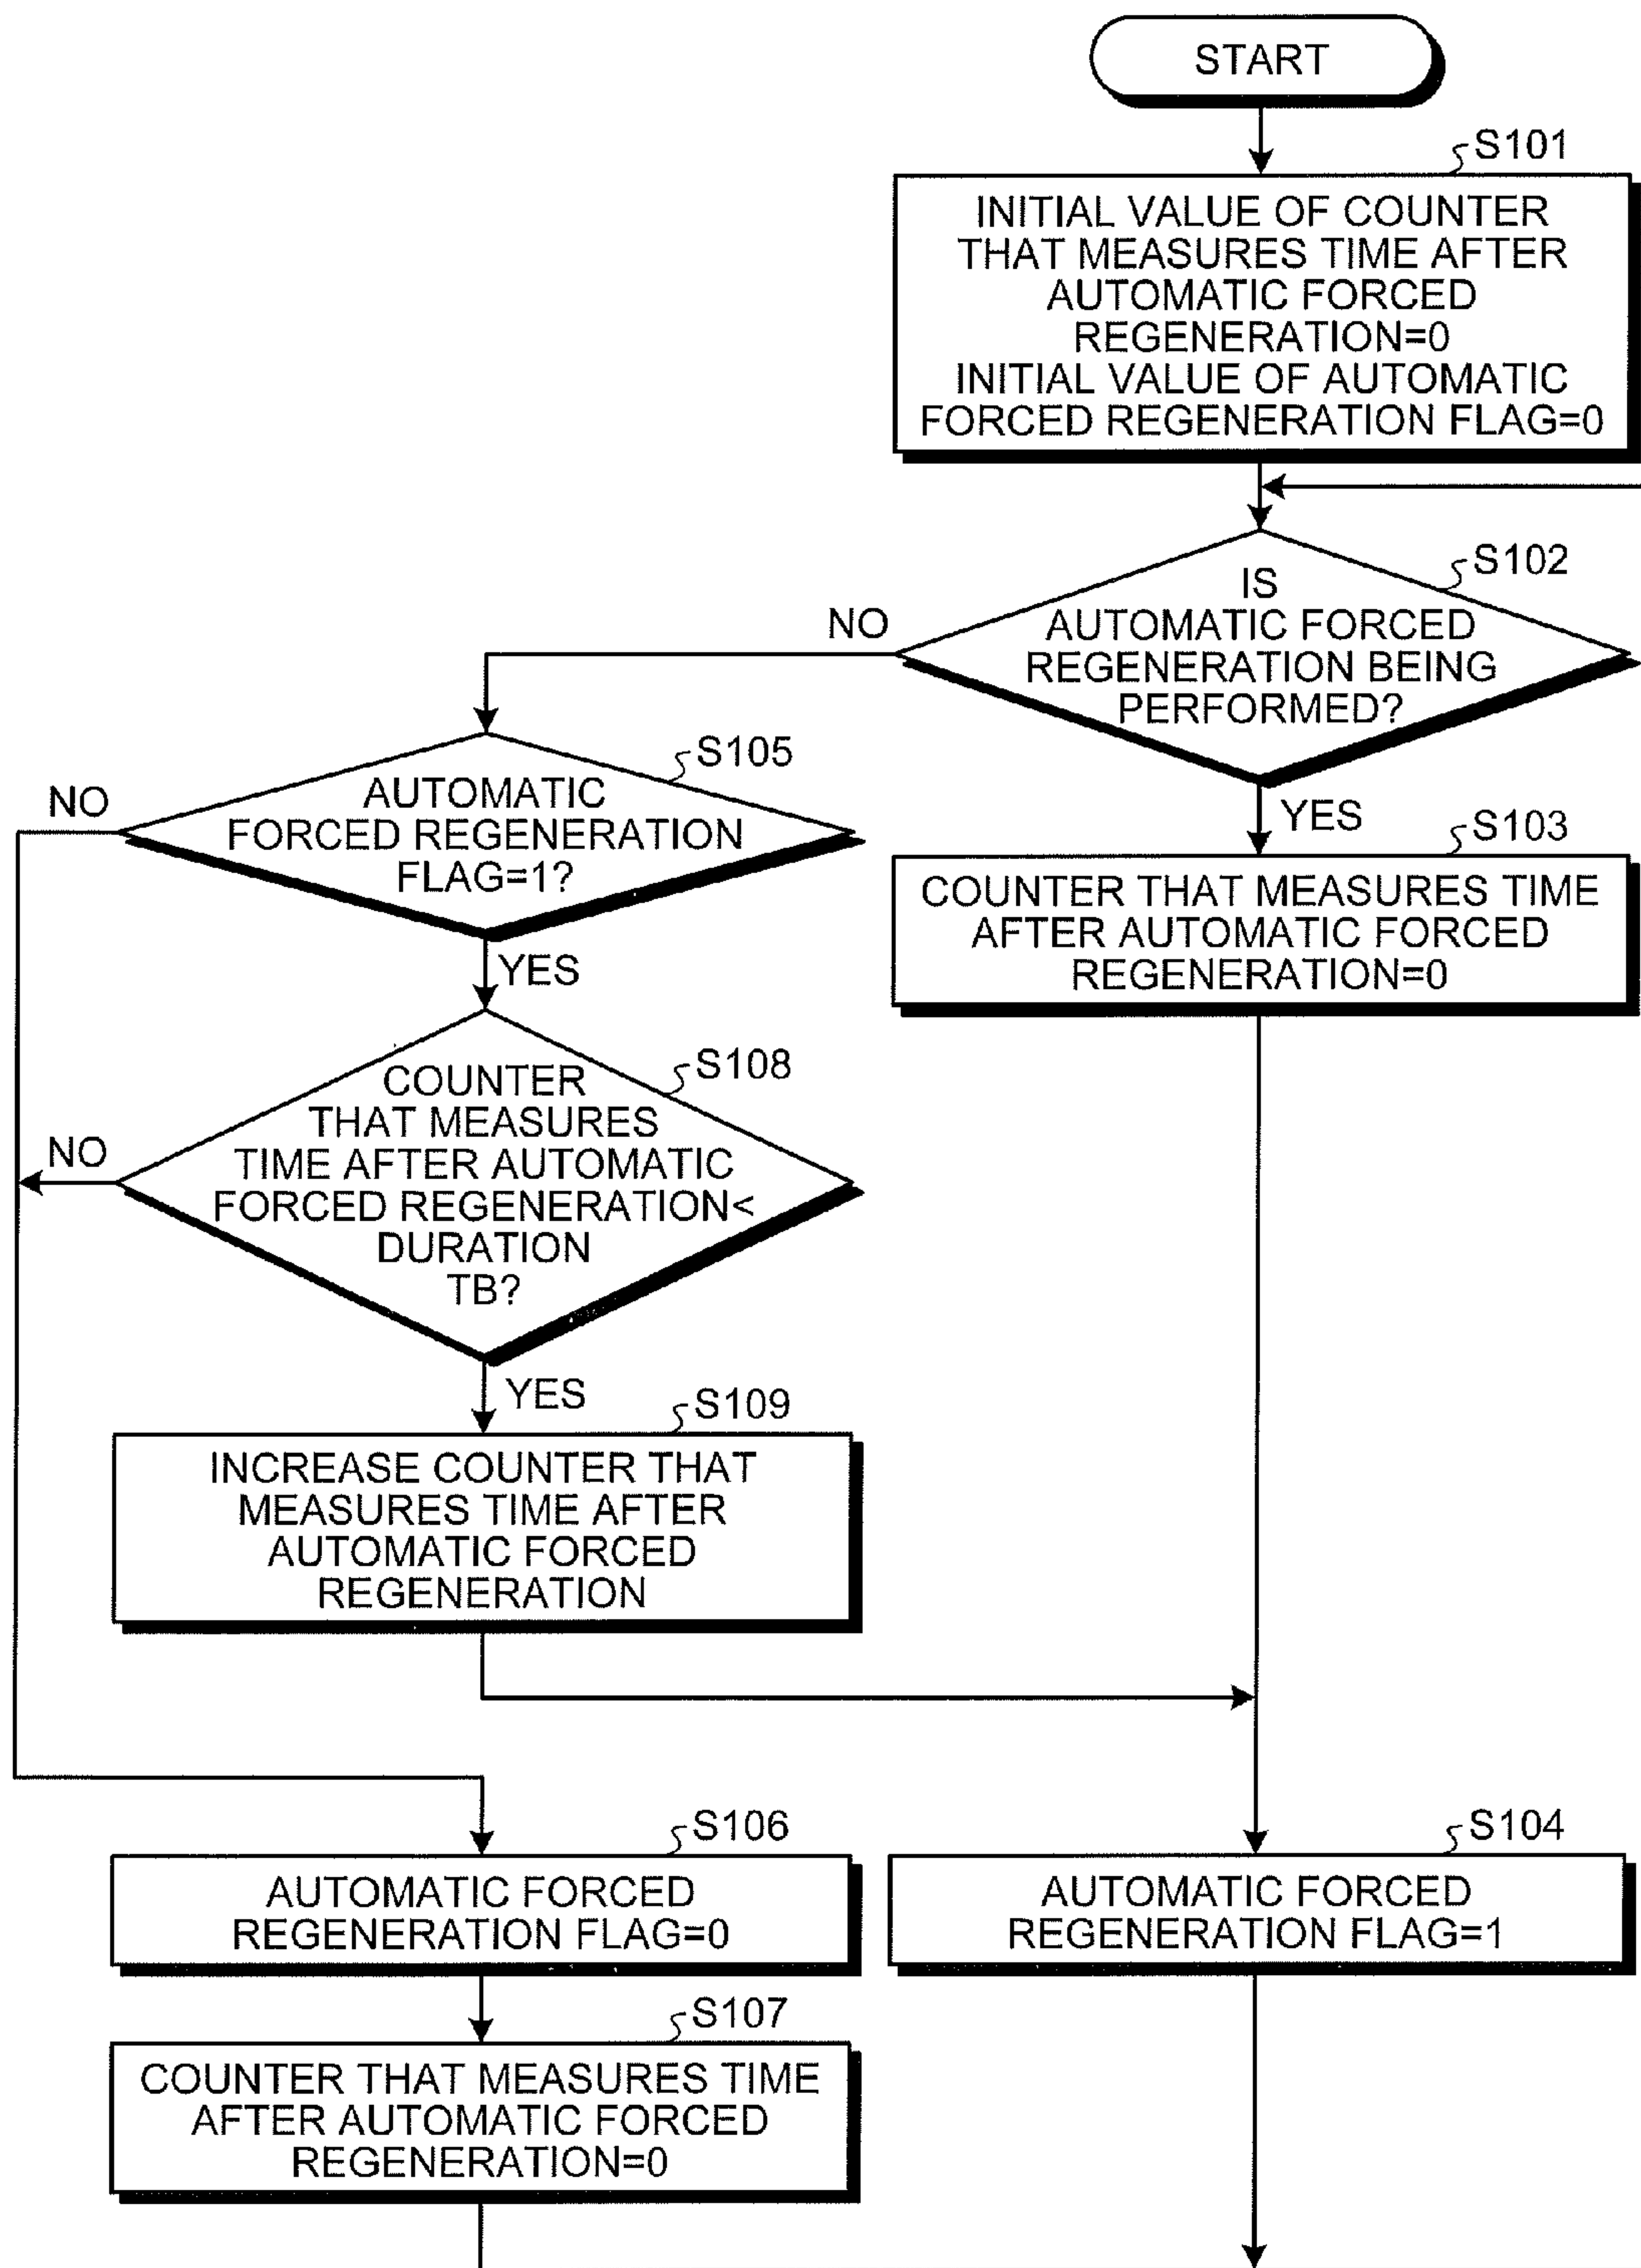 START
S101
INITIAL VALUE OF COUNTER
THAT MEASURES TIME AFTER
AUTOMATIC FORCED
REGENERATION=0
INITIAL VALUE OF AUTOMATIC
FORCED REGENERATION FLAG=0
S102
IS
AUTOMATIC FORCED
REGENERATION BEING
PERFORMED?
NO
YES
S105
AUTOMATIC
FORCED REGENERATION
FLAG=1?
NO
YES
S103
COUNTER THAT MEASURES TIME
AFTER AUTOMATIC FORCED
REGENERATION=0
S108
COUNTER
THAT MEASURES
TIME AFTER AUTOMATIC
FORCED REGENERATION<
DURATION
TB?
NO
YES
S109
INCREASE COUNTER THAT
MEASURES TIME AFTER
AUTOMATIC FORCED
REGENERATION
S106
AUTOMATIC FORCED
REGENERATION FLAG=0
S104
AUTOMATIC FORCED
REGENERATION FLAG=1
S107
COUNTER THAT MEASURES TIME
AFTER AUTOMATIC FORCED
REGENERATION=0